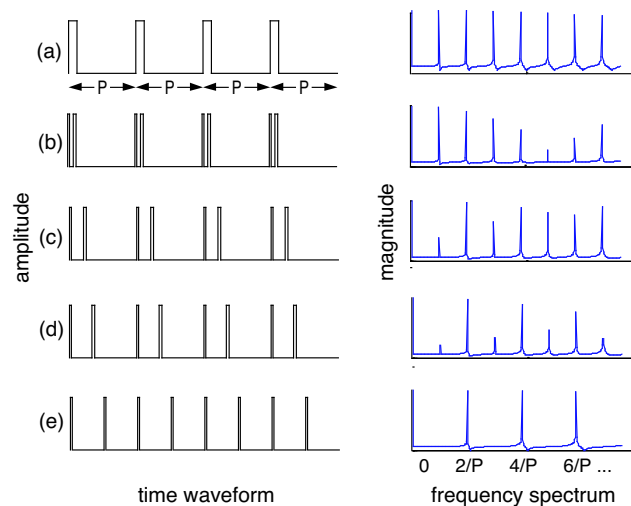 (a)
P P P P
(b)
(c)
(d)
(e)
amplitude
magnitude
0 2/P 4/P 6/P ...
time waveform
frequency spectrum